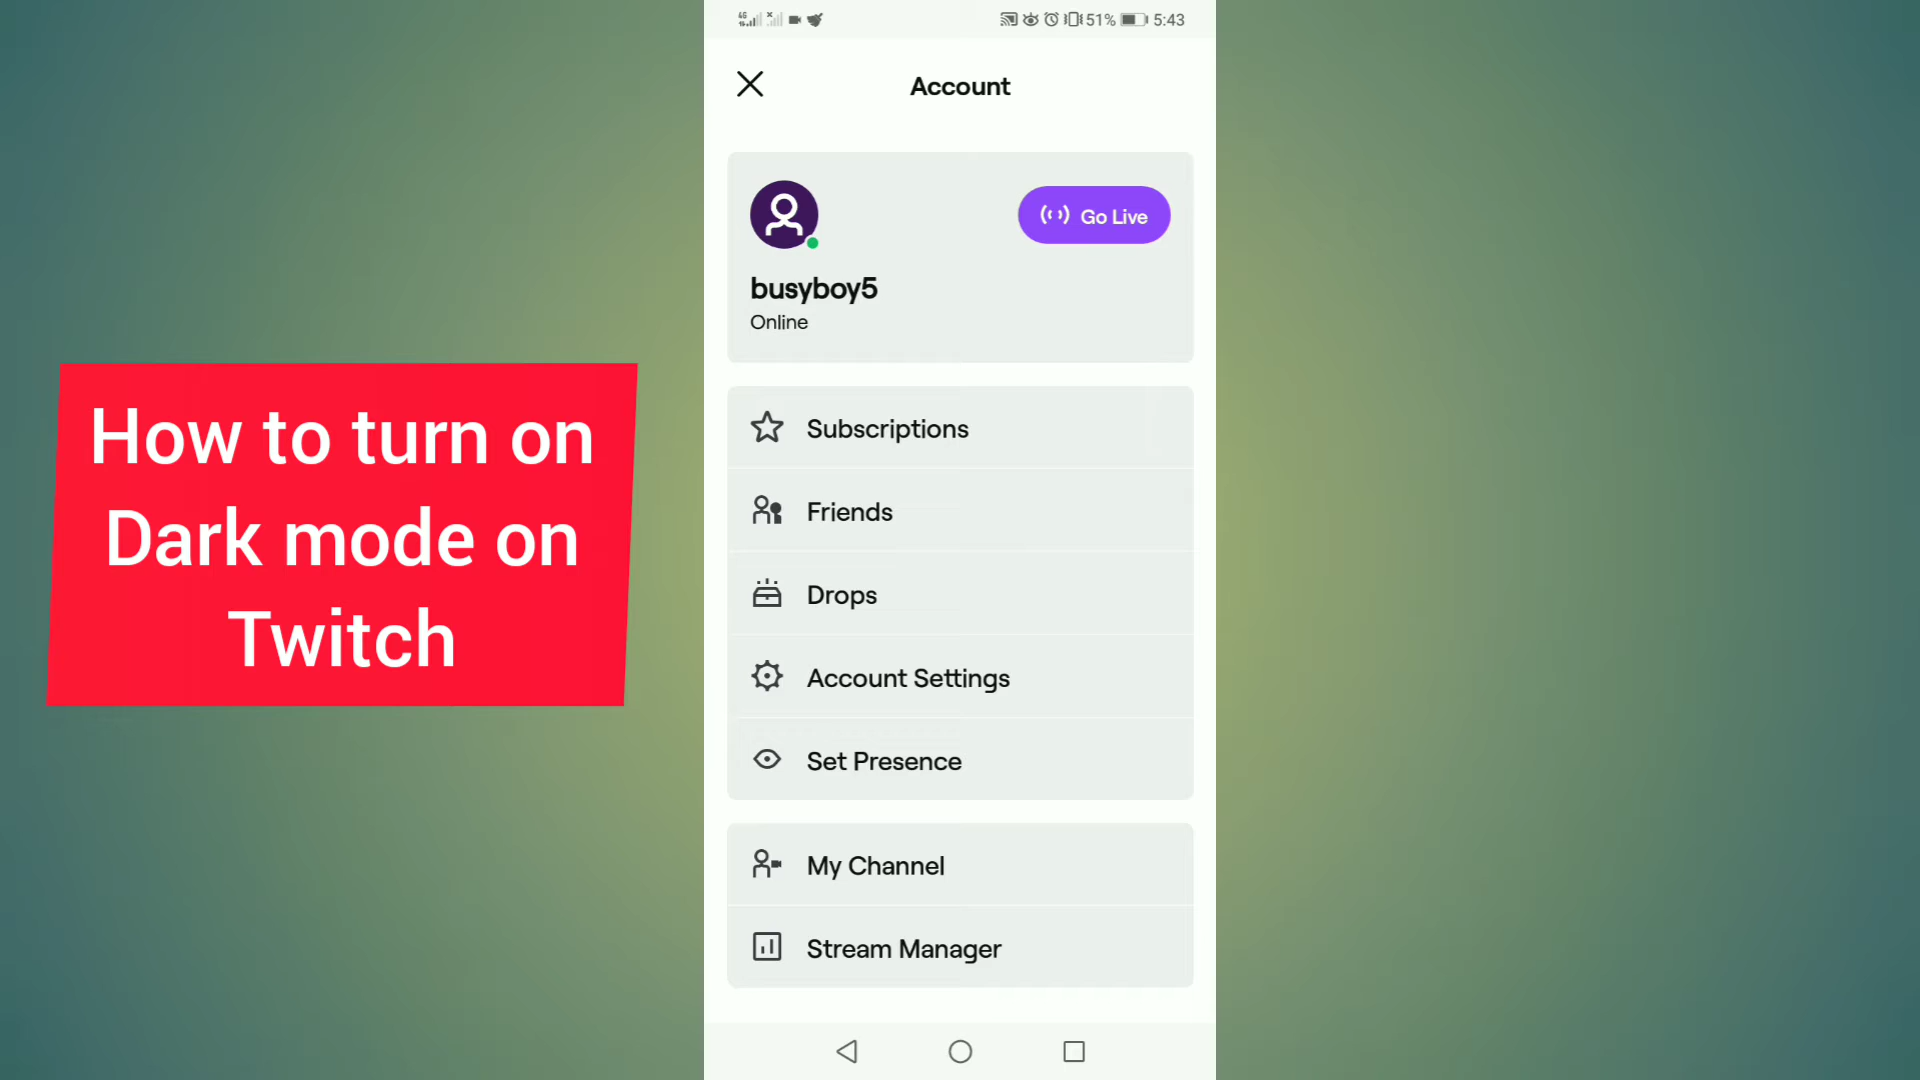 4G 51% 5:43
Account
Go Live
busyboy5
Online
Subscriptions
Friends
Drops
Account Settings
Set Presence
My Channel
Stream Manager
How to turn on
Dark mode on
Twitch